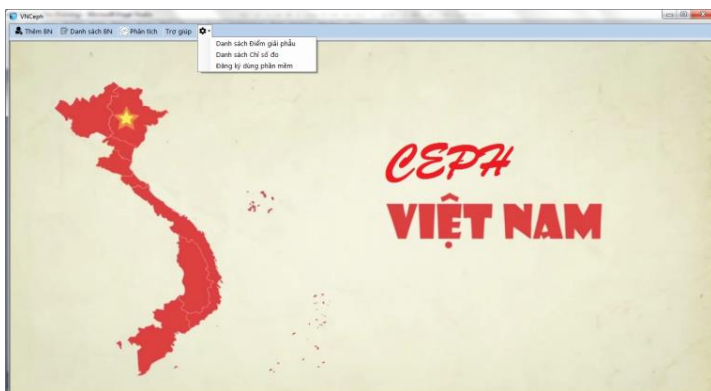 VNCeph
Thêm BN Danh sách BN Phân tích Trợ giúp
Danh sách Điểm giải phẫu
Danh sách Chỉ số đo
Đăng ký dùng phần mềm
CEPH
VIỆT NAM